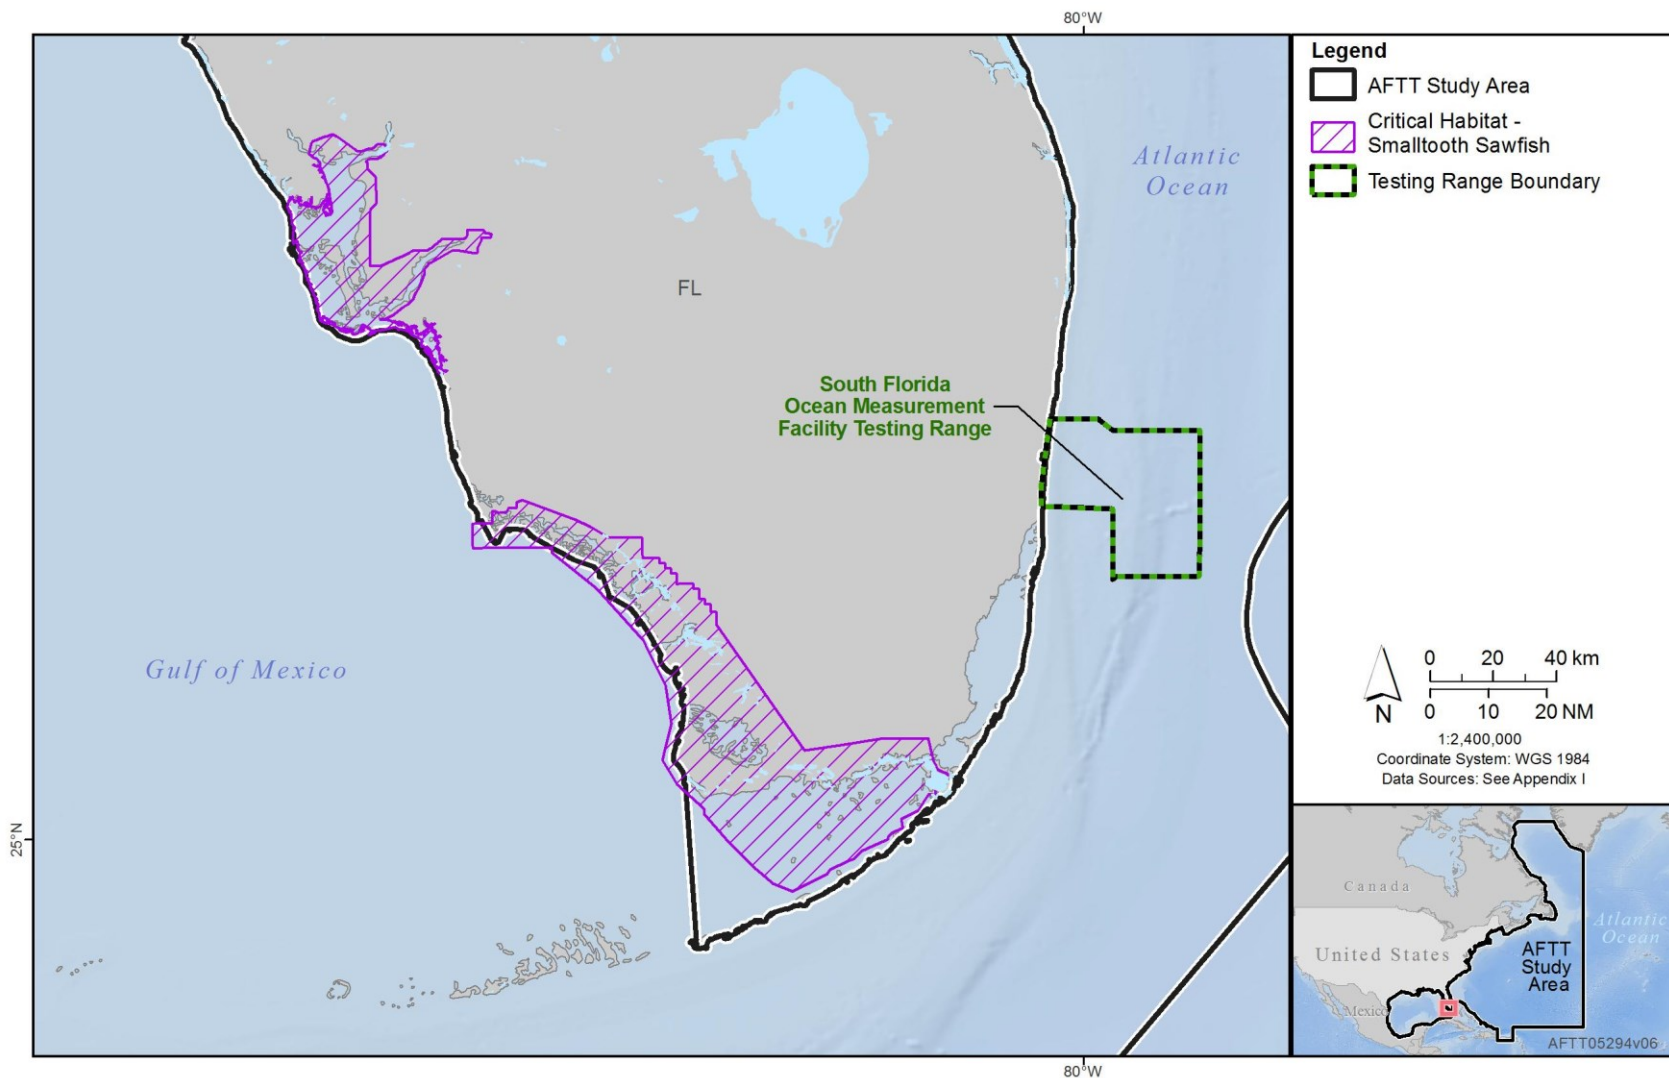 80°W
Legend
AFTT Study Area
Critical Habitat -
Smalltooth Sawfish
Testing Range Boundary
Atlantic
Ocean
FL
South Florida
Ocean Measurement
Facility Testing Range
Gulf of Mexico
0 20 40 km
N
0 10 20 NM
1:2,400,000
Coordinate System: WGS 1984
Data Sources: See Appendix I
25°N
Canada
United States
Atlantic
Ocean
AFTT
Study
Area
Mexico
AFTT05294v06
80°W